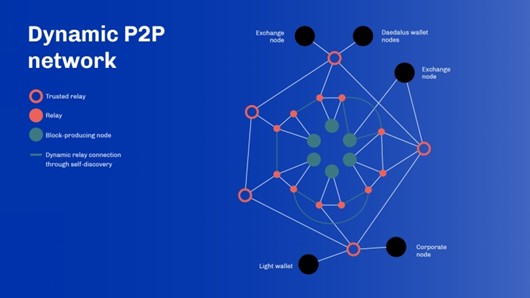 Dynamic P2P
network
Trusted relay
Relay
Block-producing node
Dynamic relay connection
through self-discovery
Exchange
node
Daedalus wallet
nodes
Exchange
node
Light wallet
Corporate
node